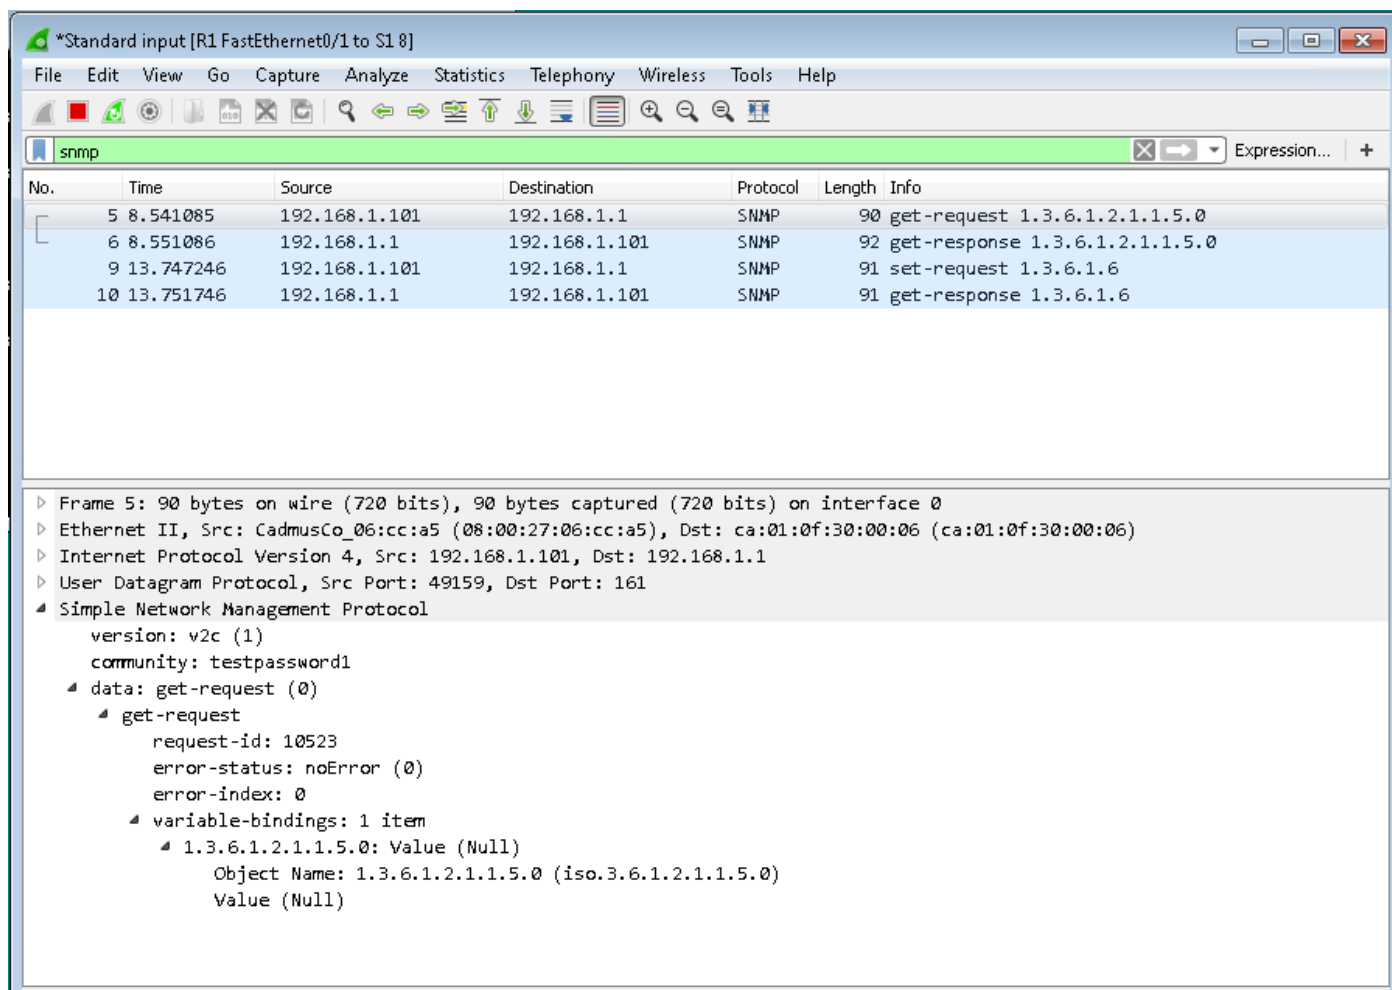 *Standard input [R1 FastEthernet0/1 to S1 8]
File Edit View Go Capture Analyze Statistics Telephony Wireless Tools Help
snmp Expression... +
No. Time Source Destination Protocol Length Info
5 8.541085 192.168.1.101 192.168.1.1 SNMP 90 get-request 1.3.6.1.2.1.1.5.0
6 8.551086 192.168.1.1 192.168.1.101 SNMP 92 get-response 1.3.6.1.2.1.1.5.0
9 13.747246 192.168.1.101 192.168.1.1 SNMP 91 set-request 1.3.6.1.6
10 13.751746 192.168.1.1 192.168.1.101 SNMP 91 get-response 1.3.6.1.6
Frame 5: 90 bytes on wire (720 bits), 90 bytes captured (720 bits) on interface 0
Ethernet II, Src: CadmusCo_06:cc:a5 (08:00:27:06:cc:a5), Dst: ca:01:0f:30:00:06 (ca:01:0f:30:00:06)
Internet Protocol Version 4, Src: 192.168.1.101, Dst: 192.168.1.1
User Datagram Protocol, Src Port: 49159, Dst Port: 161
Simple Network Management Protocol
version: v2c (1)
community: testpassword1
data: get-request (0)
get-request
request-id: 10523
error-status: noError (0)
error-index: 0
variable-bindings: 1 item
1.3.6.1.2.1.1.5.0: Value (Null)
Object Name: 1.3.6.1.2.1.1.5.0 (iso.3.6.1.2.1.1.5.0)
Value (Null)